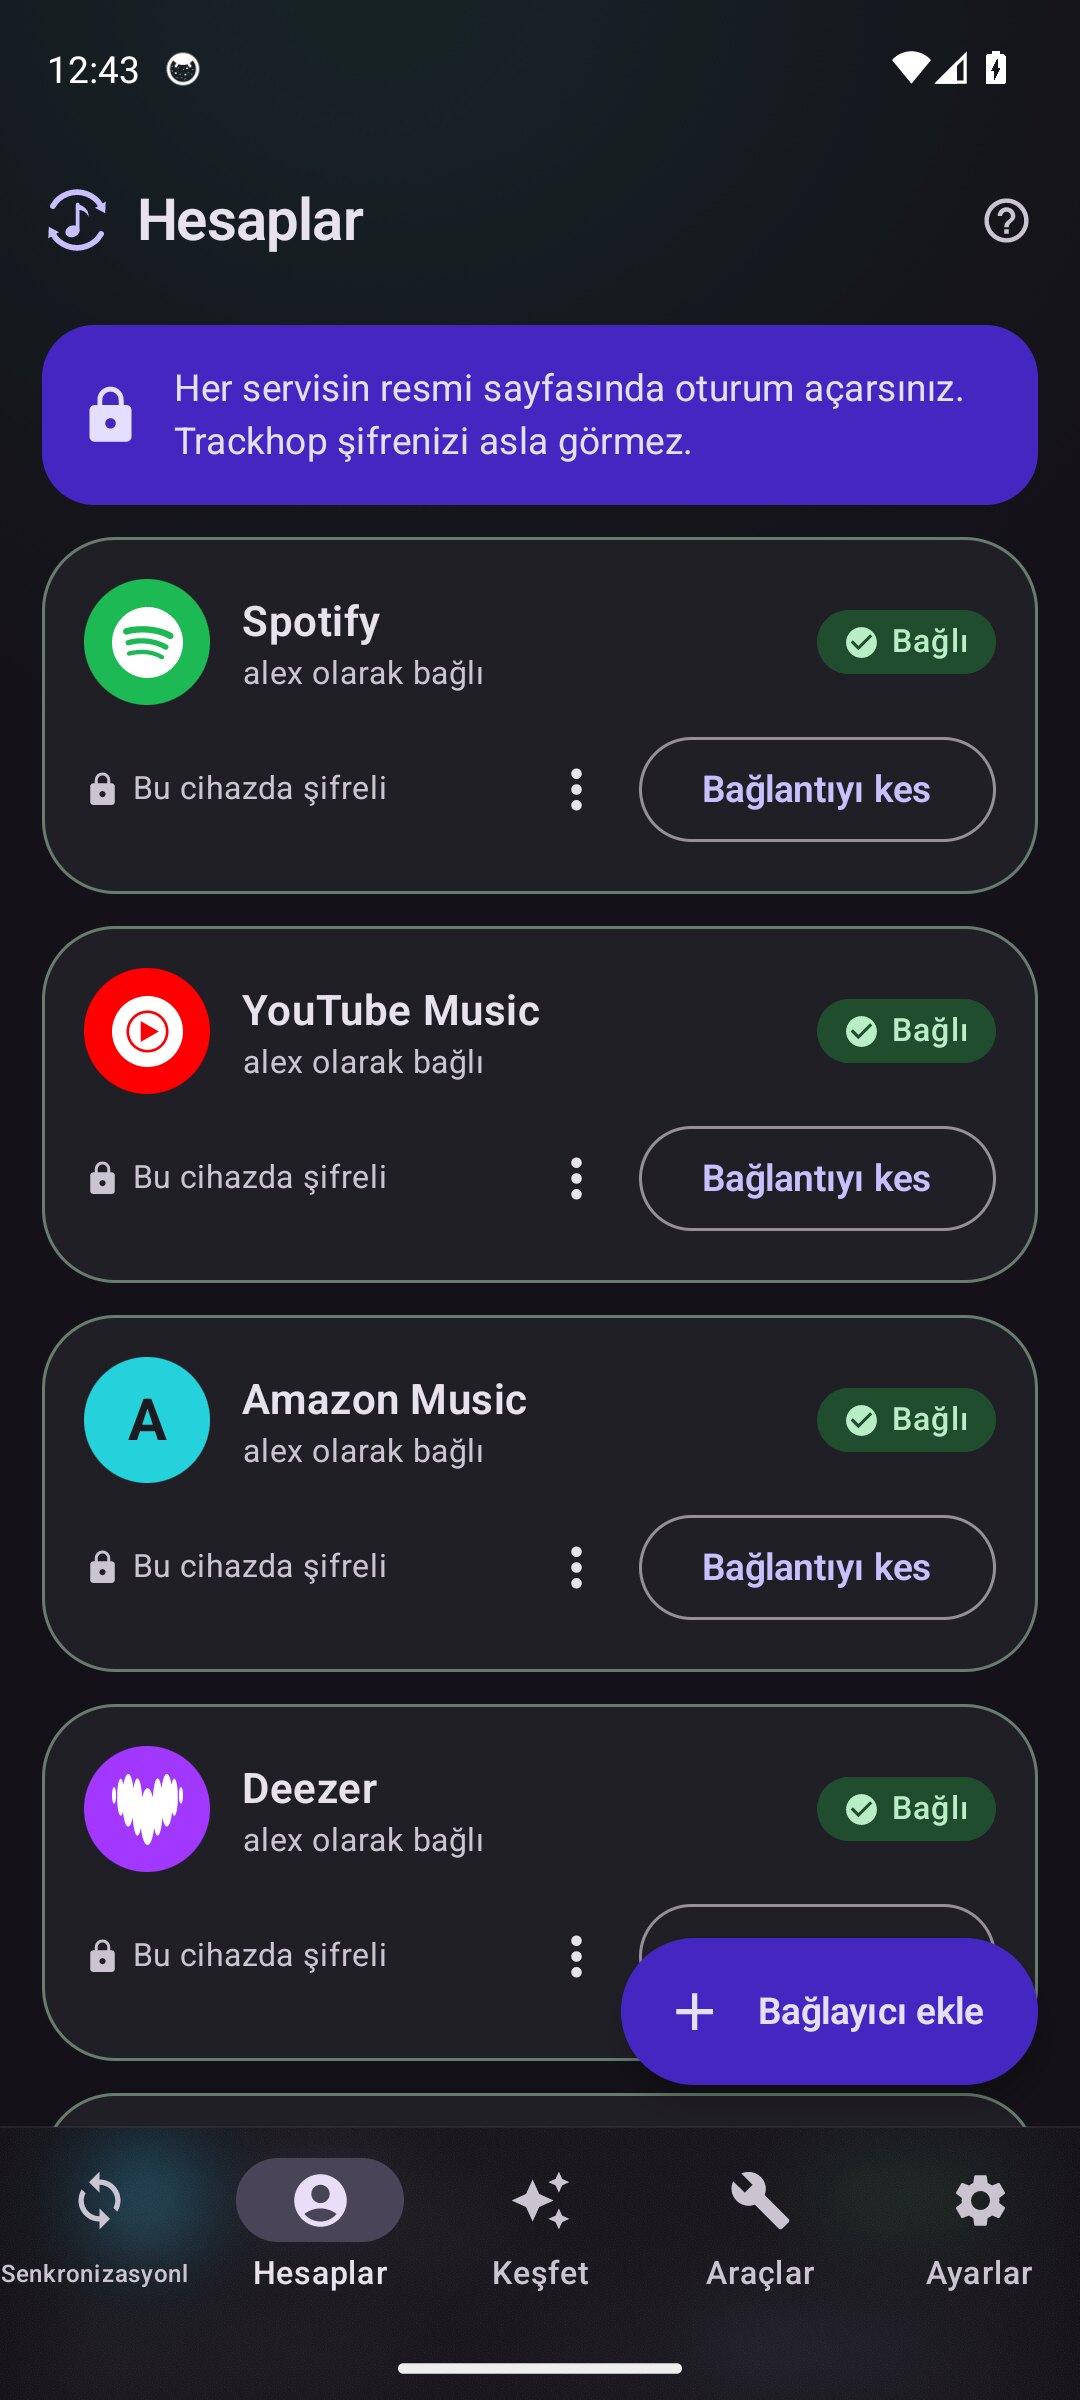 12:43
Hesaplar
Her servisin resmi sayfasında oturum açarsınız.
Trackhop şifrenizi asla görmez.
Spotify
alex olarak bağlı
Bağlı
Bu cihazda şifreli
Bağlantıyı kes
YouTube Music
alex olarak bağlı
Bağlı
Bu cihazda şifreli
Bağlantıyı kes
A
Amazon Music
alex olarak bağlı
Bağlı
Bu cihazda şifreli
Bağlantıyı kes
Deezer
alex olarak bağlı
Bağlı
Bu cihazda şifreli
Bağlayıcı ekle
Senkronizasyonl
Hesaplar
Keşfet
Araçlar
Ayarlar